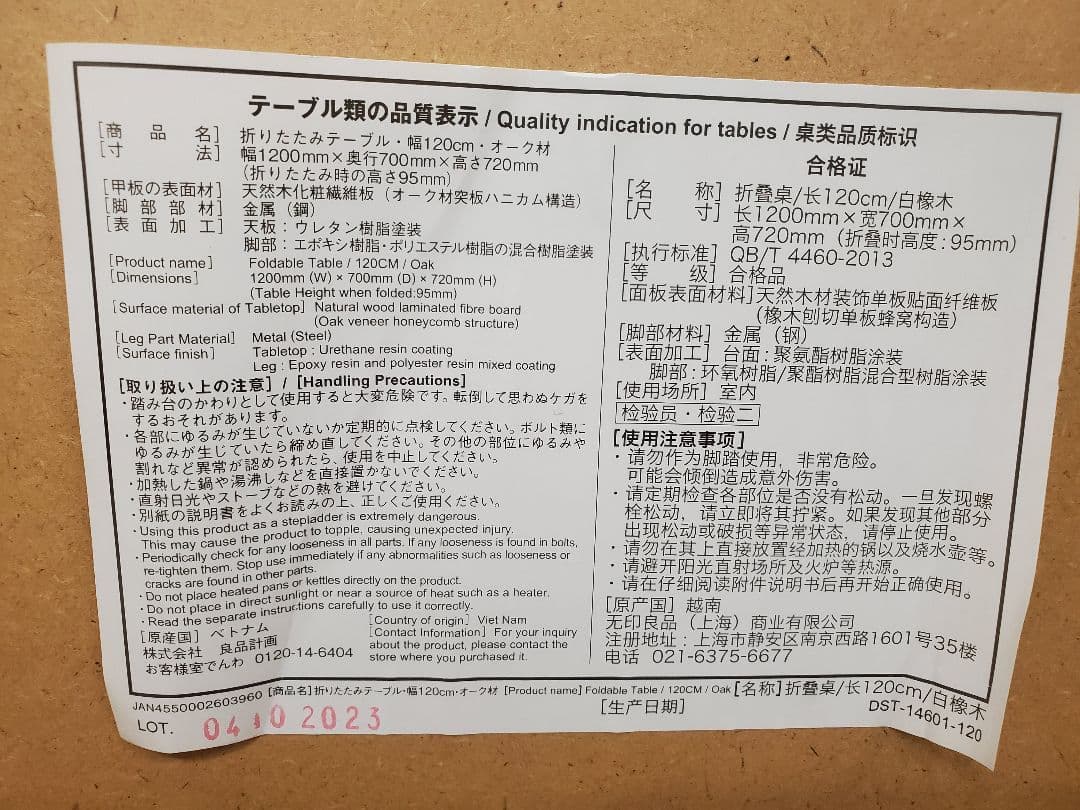 テーブル類の品質表示 / Quality indication for tables / 桌类品质标识
[商品名] 折りたたみテーブル・幅120cm・オーク材
[寸法] 幅1200mm×奥行700mm×高さ720mm
(折りたたみ時の高さ95mm)
[甲板の表面材] 天然木化粧繊維板(オーク材突板ハニカム構造)
[脚部部材] 金属(鋼)
[表面加工] 天板:ウレタン樹脂塗装
脚部:エポキシ樹脂・ポリエステル樹脂の混合樹脂塗装
[Product name] Foldable Table / 120CM / Oak
[Dimensions] 1200mm (W) × 700mm (D) × 720mm (H)
(Table Height when folded:95mm)
[Surface material of Tabletop] Natural wood laminated fibre board
(Oak veneer honeycomb structure)
[Leg Part Material] Metal (Steel)
[Surface finish] Tabletop : Urethane resin coating
Leg : Epoxy resin and polyester resin mixed coating
[取り扱い上の注意] / [Handling Precautions]
・踏み台のかわりとして使用すると大変危険です。転倒して思わぬケガを
するおそれがあります。
・各部にゆるみが生じていないか定期的に点検してください。ボルト類に
ゆるみが生じていたら締め直してください。その他の部位にゆるみや
割れなど異常が認められたら、使用を中止してください。
・加熱した鍋や湯沸しなどを直接置かないでください。
・直射日光やストーブなどの熱を避けてください。
・別紙の説明書をよくお読みの上、正しくご使用ください。
・Using this product as a stepladder is extremely dangerous.
This may cause the product to topple, causing unexpected injury.
・Periodically check for any looseness in all parts. If any looseness is found in bolts,
re-tighten them. Stop use immediately if any abnormalities such as looseness or
cracks are found in other parts.
・Do not place heated pans or kettles directly on the product.
・Do not place in direct sunlight or near a source of heat such as a heater.
・Read the separate instructions carefully to use it correctly.
[原産国] ベトナム
株式会社 良品計画
お客様室でんわ 0120-14-6404
[Country of origin] Viet Nam
[Contact Information] For your inquiry
about the product, please contact the
store where you purchased it.
合格证
[名称] 折叠桌/长120cm/白橡木
[尺寸] 长1200mm×宽700mm×
高720mm(折叠时高度:95mm)
[执行标准] QB/T 4460-2013
[等级] 合格品
[面板表面材料] 天然木材装饰单板贴面纤维板
(橡木刨切单板蜂窝构造)
[脚部材料] 金属(钢)
[表面加工] 台面:聚氨酯树脂涂装
脚部:环氧树脂/聚酯树脂混合型树脂涂装
[使用场所] 室内
检验员・检验二
[使用注意事项]
・请勿作为脚踏使用,非常危险。
可能会倾倒造成意外伤害。
・请定期检查各部位是否没有松动。一旦发现螺
栓松动,请立即将其拧紧。如果发现其他部分
出现松动或破损等异常状态,请停止使用。
・请勿在其上直接放置经加热的锅以及烧水壶等。
・请避开阳光直射场所及火炉等热源。
・请在仔细阅读附件说明书后再开始正确使用。
[原产国] 越南
无印良品(上海)商业有限公司
注册地址:上海市静安区南京西路1601号35楼
电话 021-6375-6677
JAN4550002603960 [商品名]折りたたみテーブル・幅120cm・オーク材 [Product name] Foldable Table / 120CM / Oak [名称]折叠桌/长120cm/白橡木
LOT. 04 10 2023 [生产日期] DST-14601-120